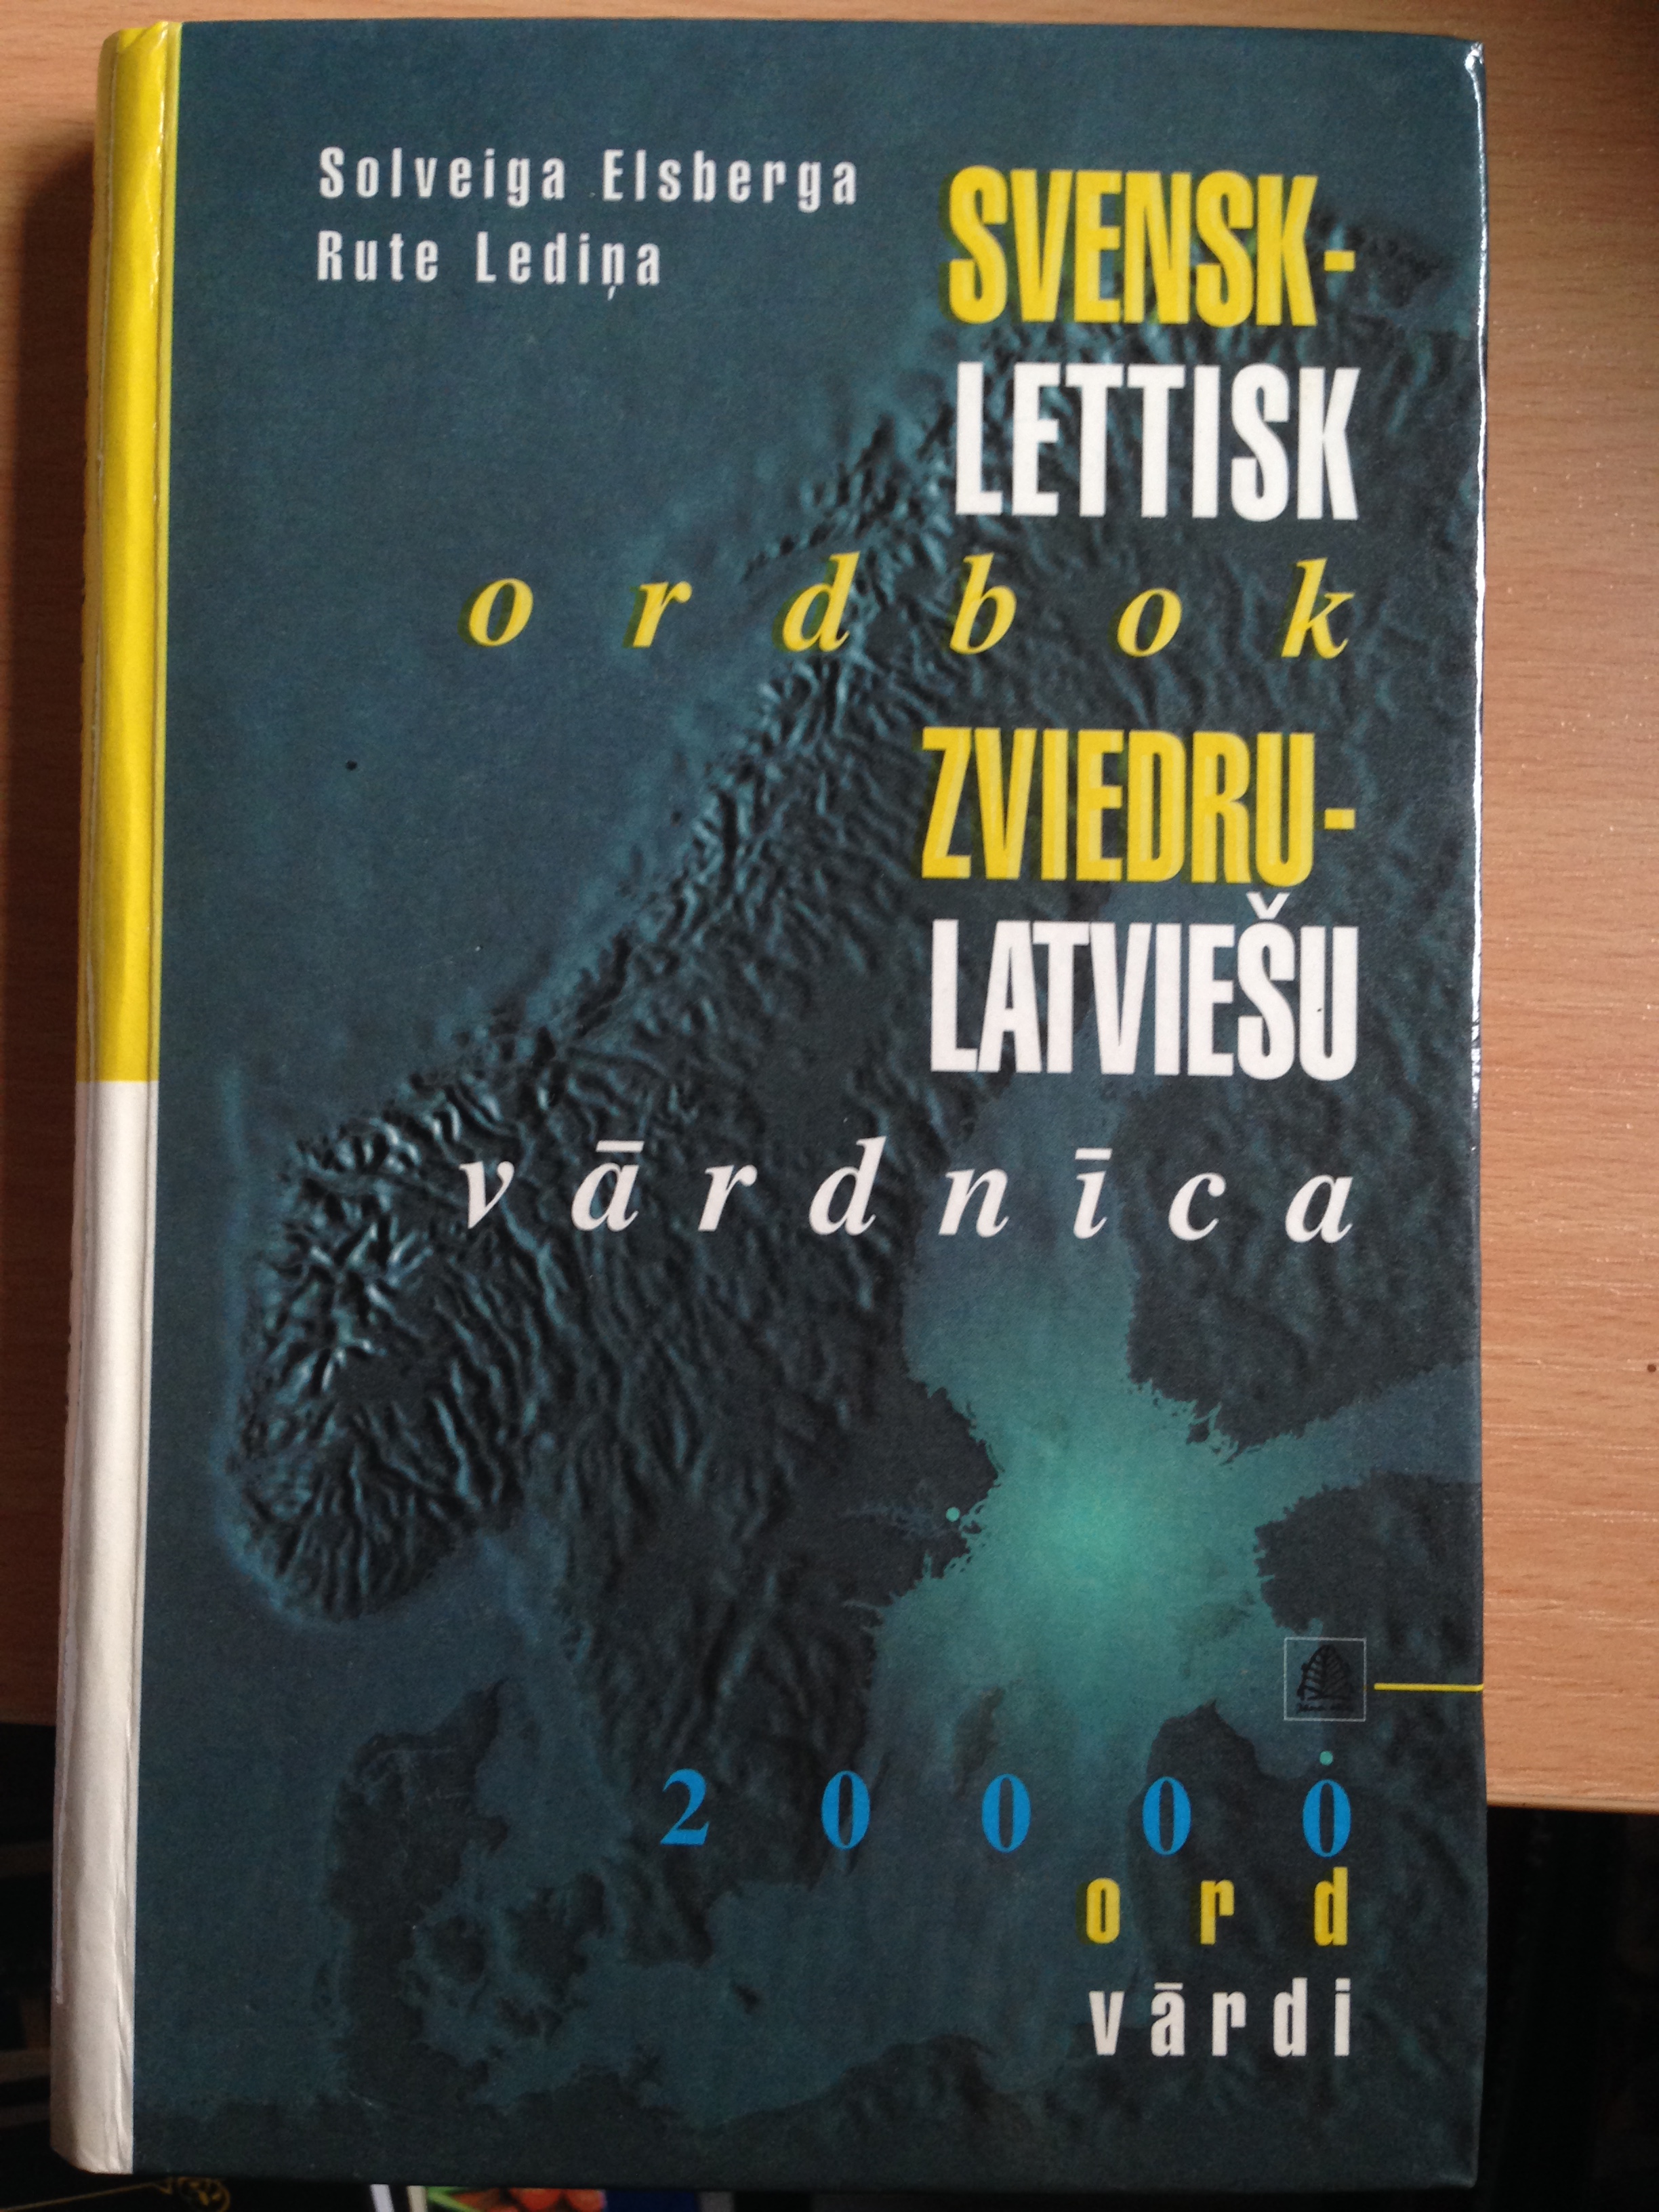 Solveiga Elsberga
Rute Lediņa
SVENSK-
LETTISK
ordbok
ZVIEDRU-
LATVIEŠU
vārdnīca
20000
ord
vārdi